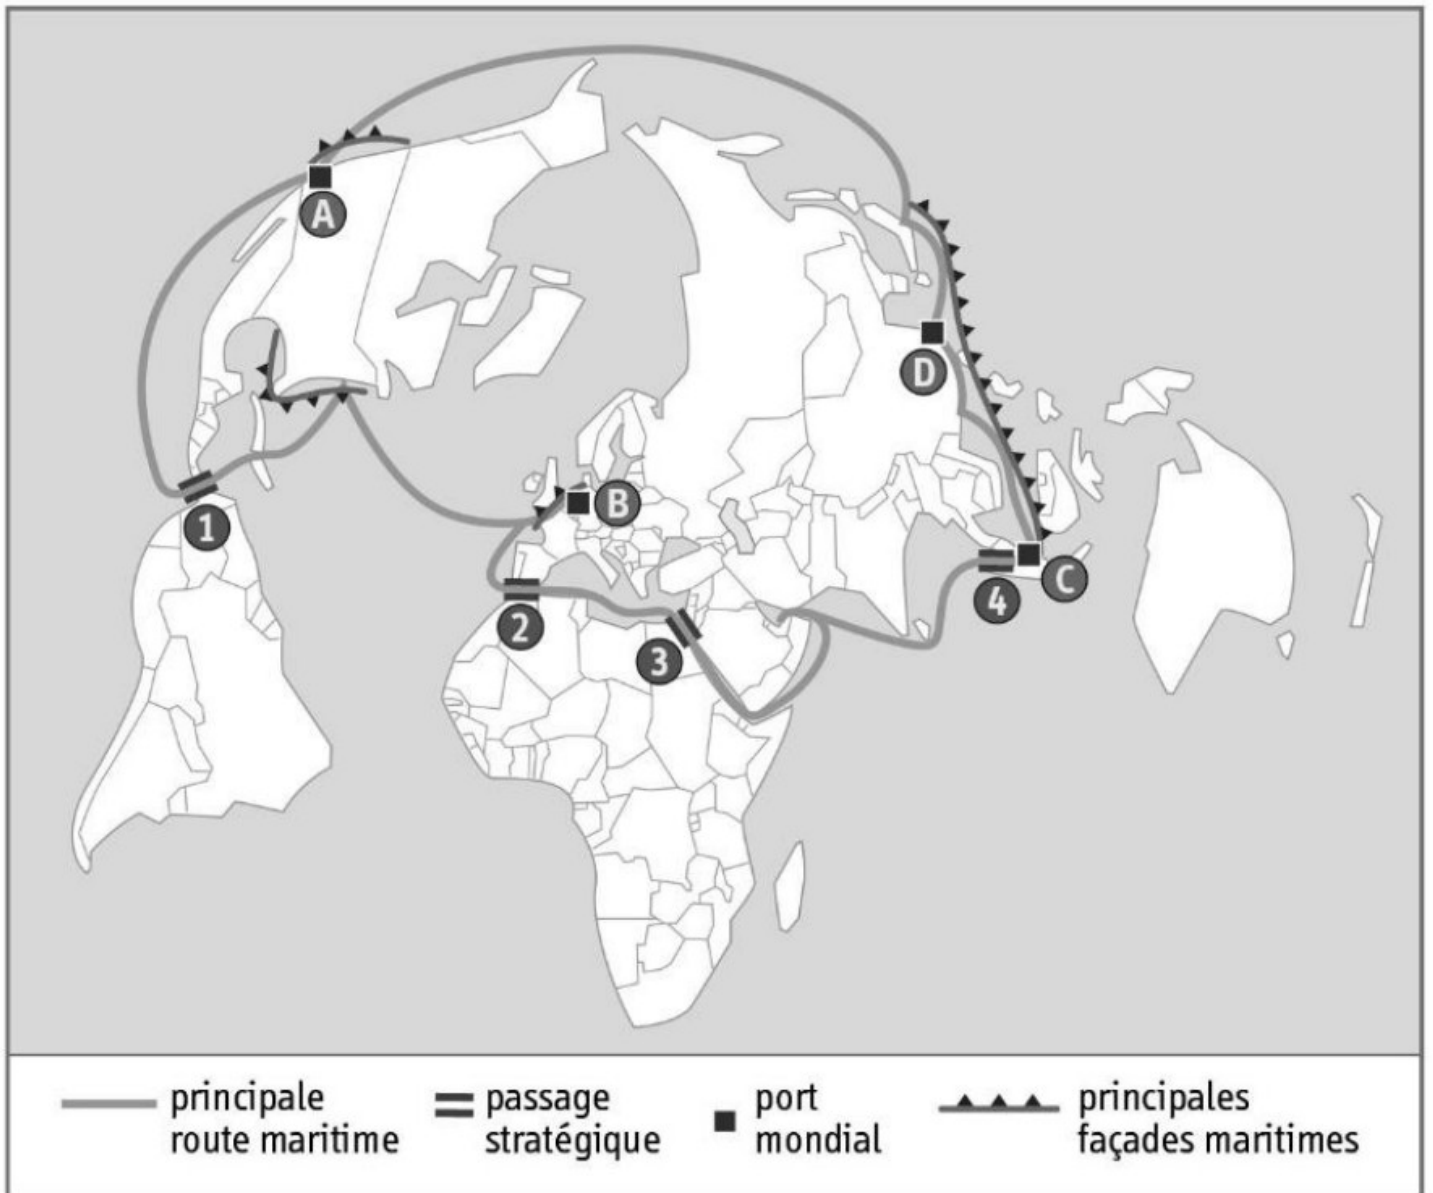 A
D
B
1
C
4
2
3
principale
route maritime
passage
stratégique
port
mondial
principales
façades maritimes